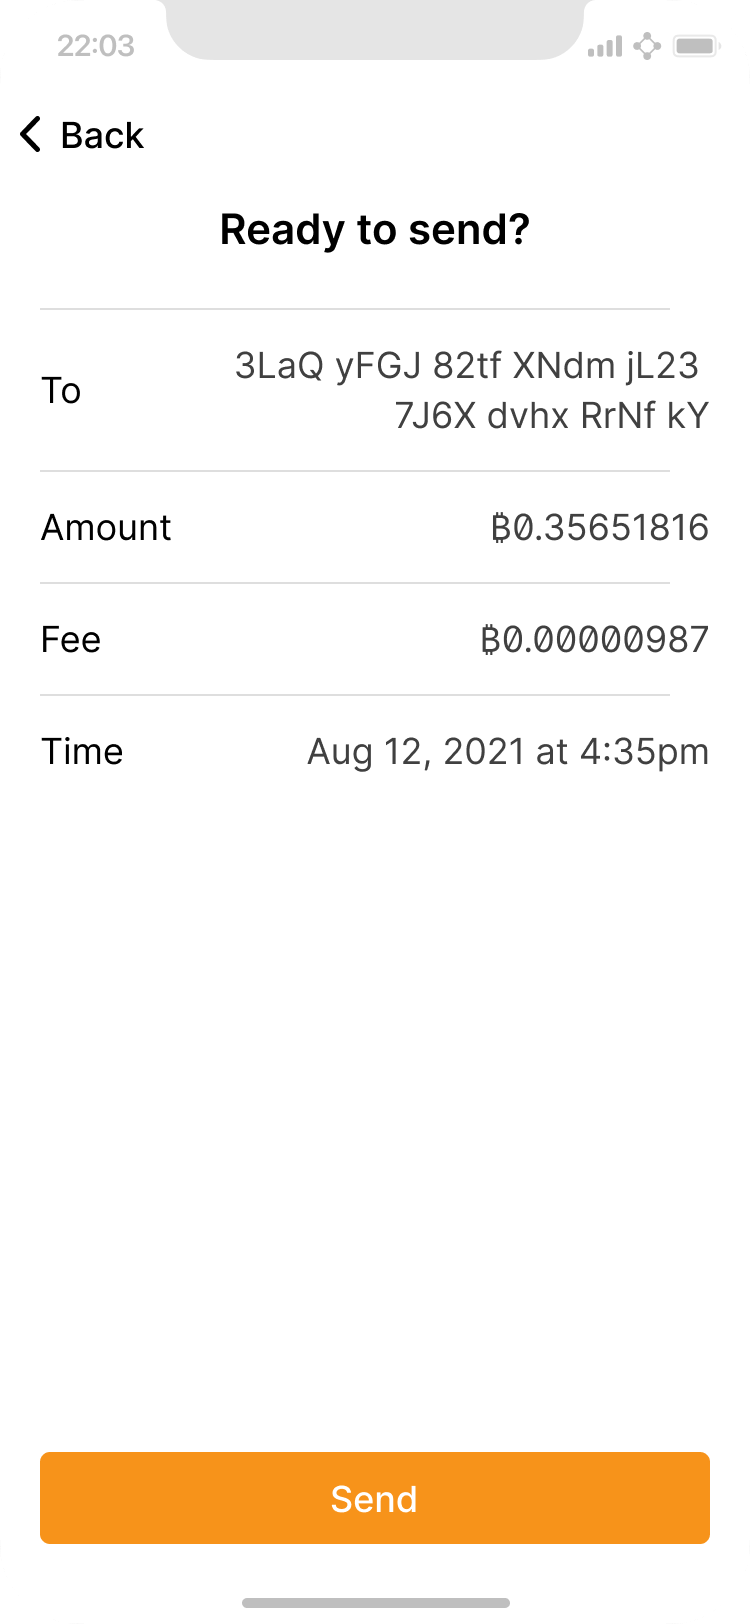 22:03
Back
Ready to send?
To
3LaQ yFGJ 82tf XNdm jL23
7J6X dvhx RrNf kY
Amount ₿0.35651816
Fee ₿0.00000987
Time Aug 12, 2021 at 4:35pm
Send